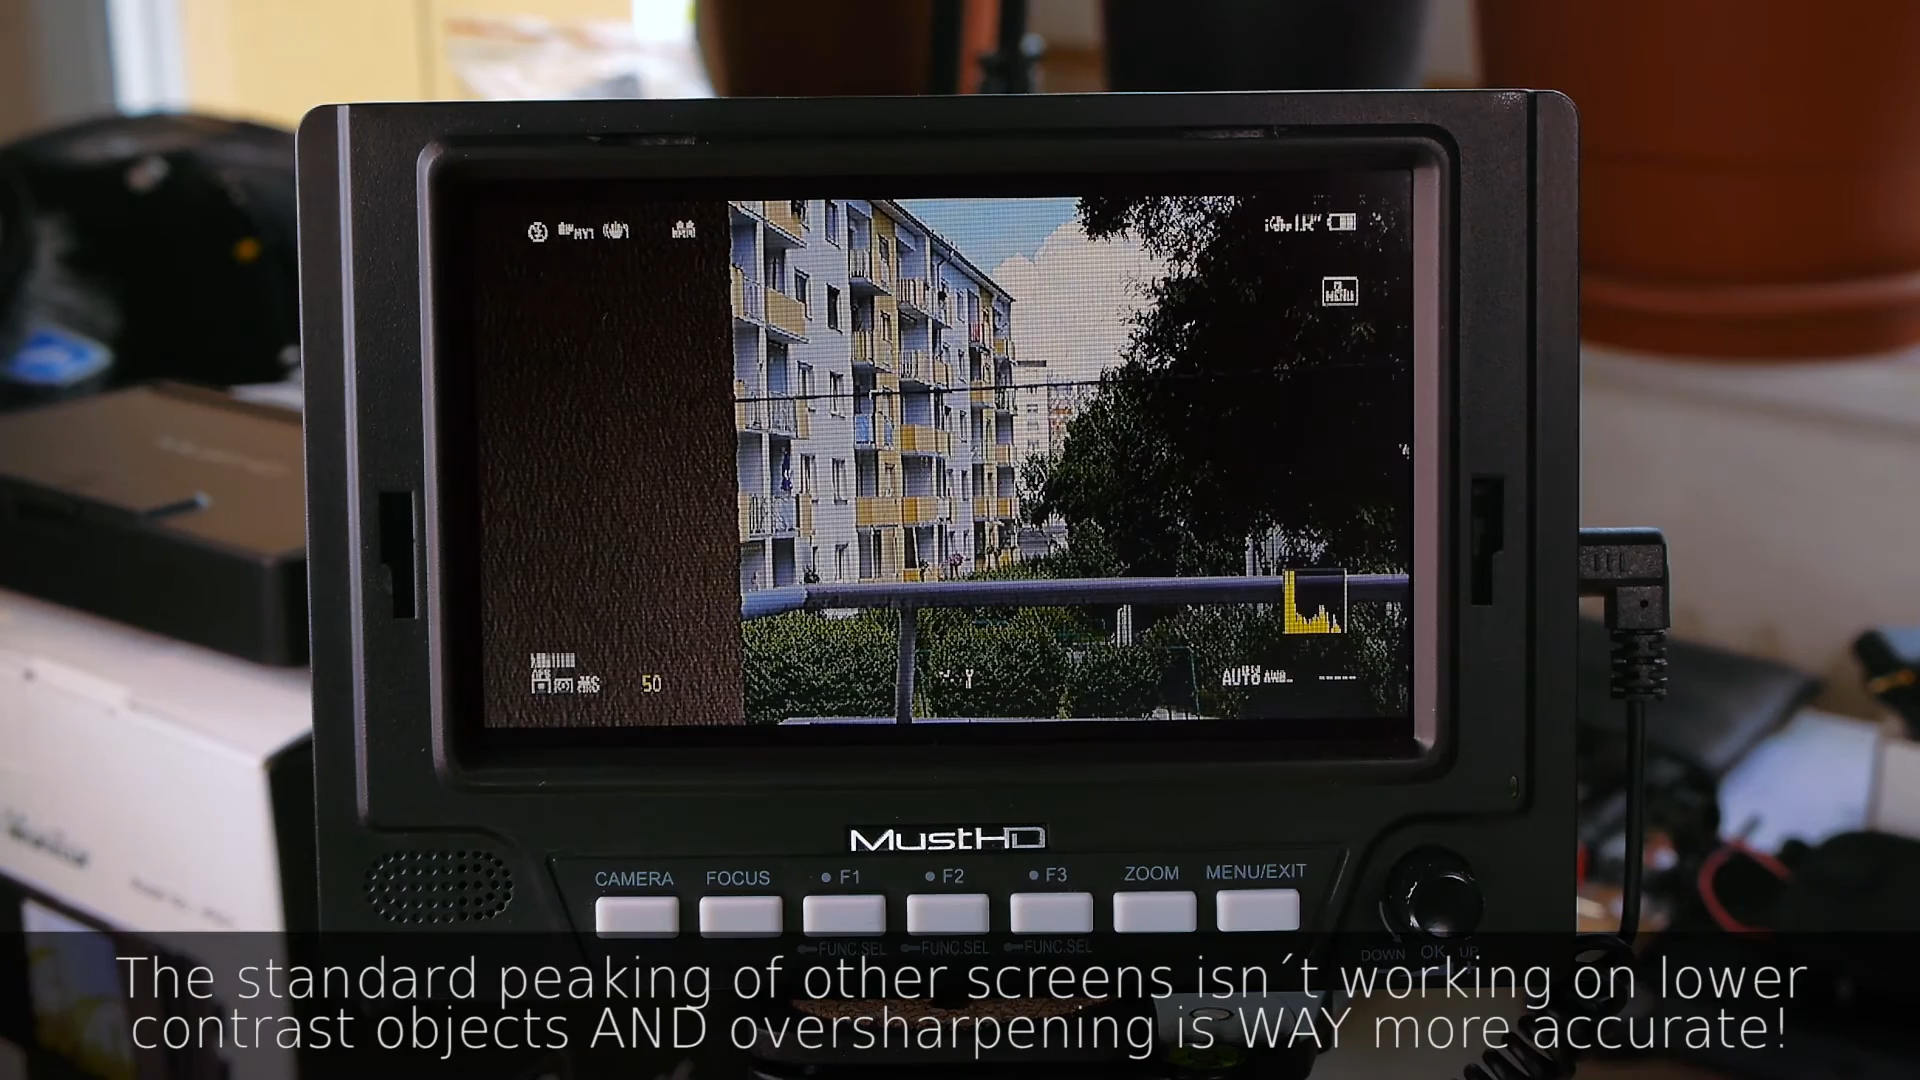 MENU
50
AUTO AWB
MustHD
CAMERA FOCUS F1 F2 F3 ZOOM MENU/EXIT
FUNC.SEL FUNC.SEL FUNC.SEL
DOWN OK UP
The standard peaking of other screens isn´t working on lower
contrast objects AND oversharpening is WAY more accurate!